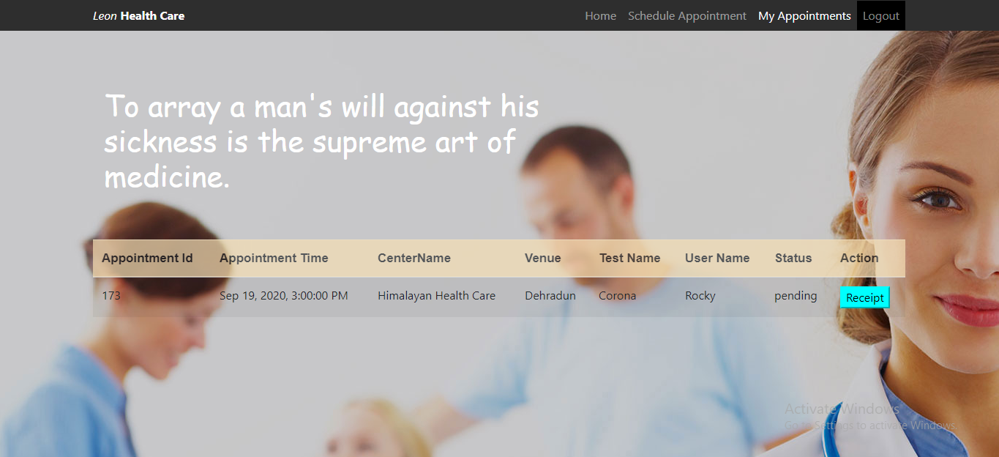 Leon Health Care Home Schedule Appointment My Appointments Logout
To array a man's will against his
sickness is the supreme art of
medicine.
Appointment Id Appointment Time CenterName Venue Test Name User Name Status Action
173 Sep 19, 2020, 3:00:00 PM Himalayan Health Care Dehradun Corona Rocky pending Receipt
Activate Windows
Go to Settings to activate Windows.